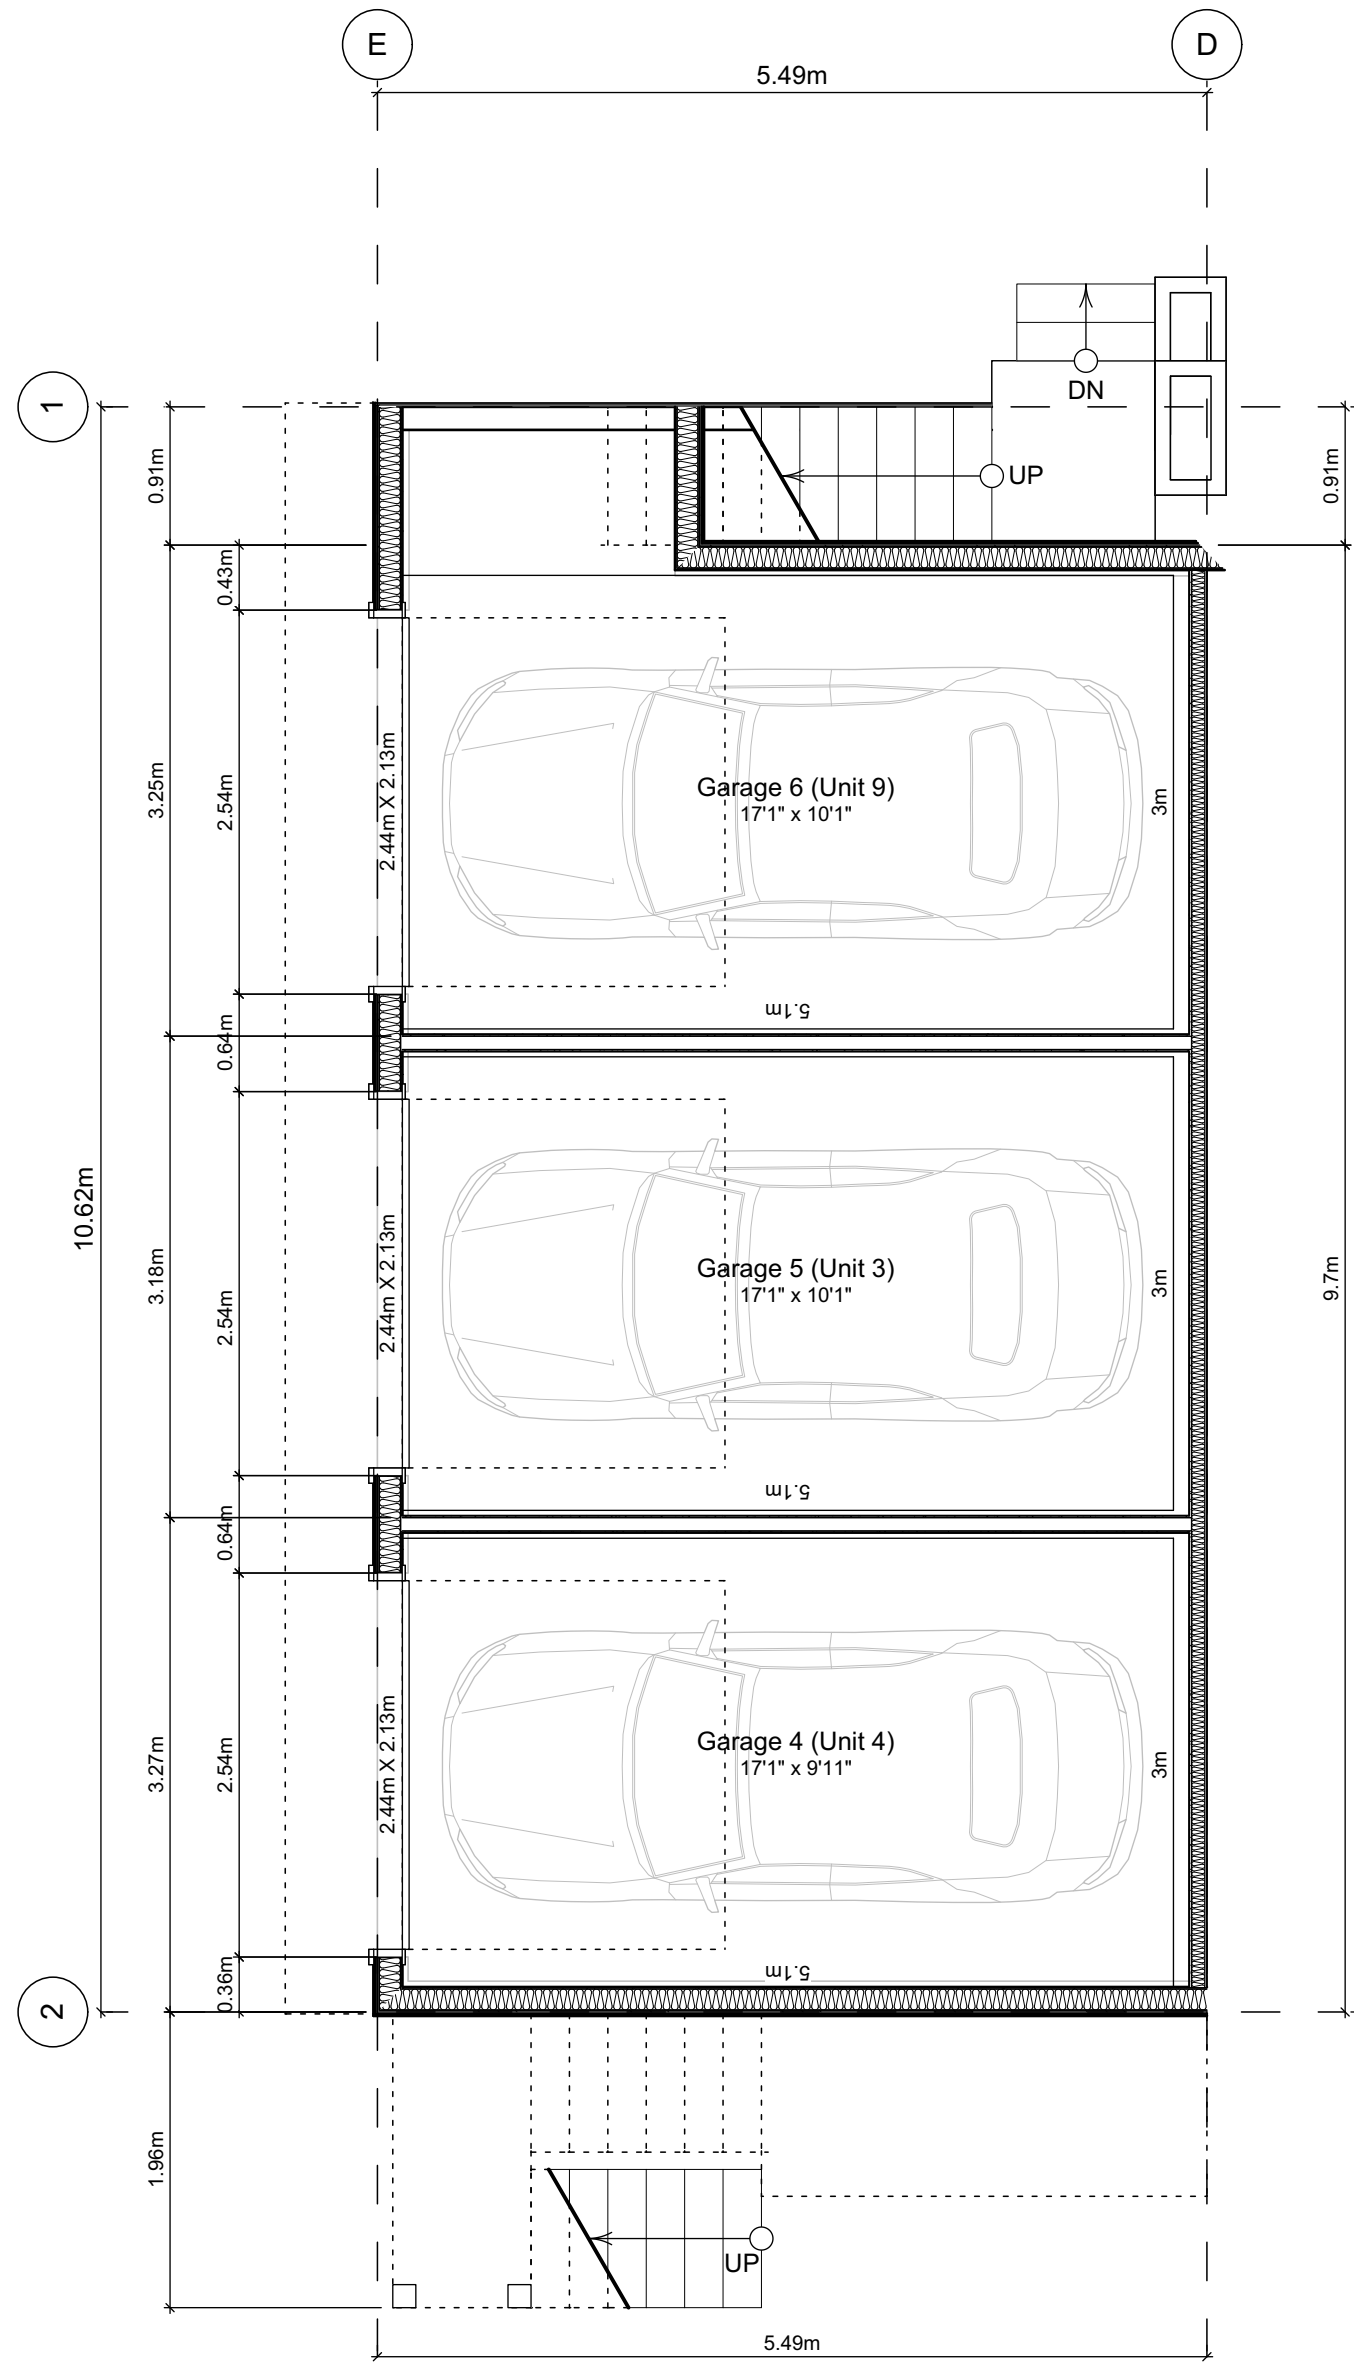 E
D
5.49m
DN
1
0.91m
UP
0.91m
0.43m
3.25m
2.54m
2.44m X 2.13m
Garage 6 (Unit 9)
17'1" x 10'1"
3m
5.1m
0.64m
10.62m
3.18m
2.54m
2.44m X 2.13m
Garage 5 (Unit 3)
17'1" x 10'1"
3m
9.7m
5.1m
0.64m
3.27m
2.54m
2.44m X 2.13m
Garage 4 (Unit 4)
17'1" x 9'11"
3m
5.1m
0.36m
2
1.96m
UP
5.49m